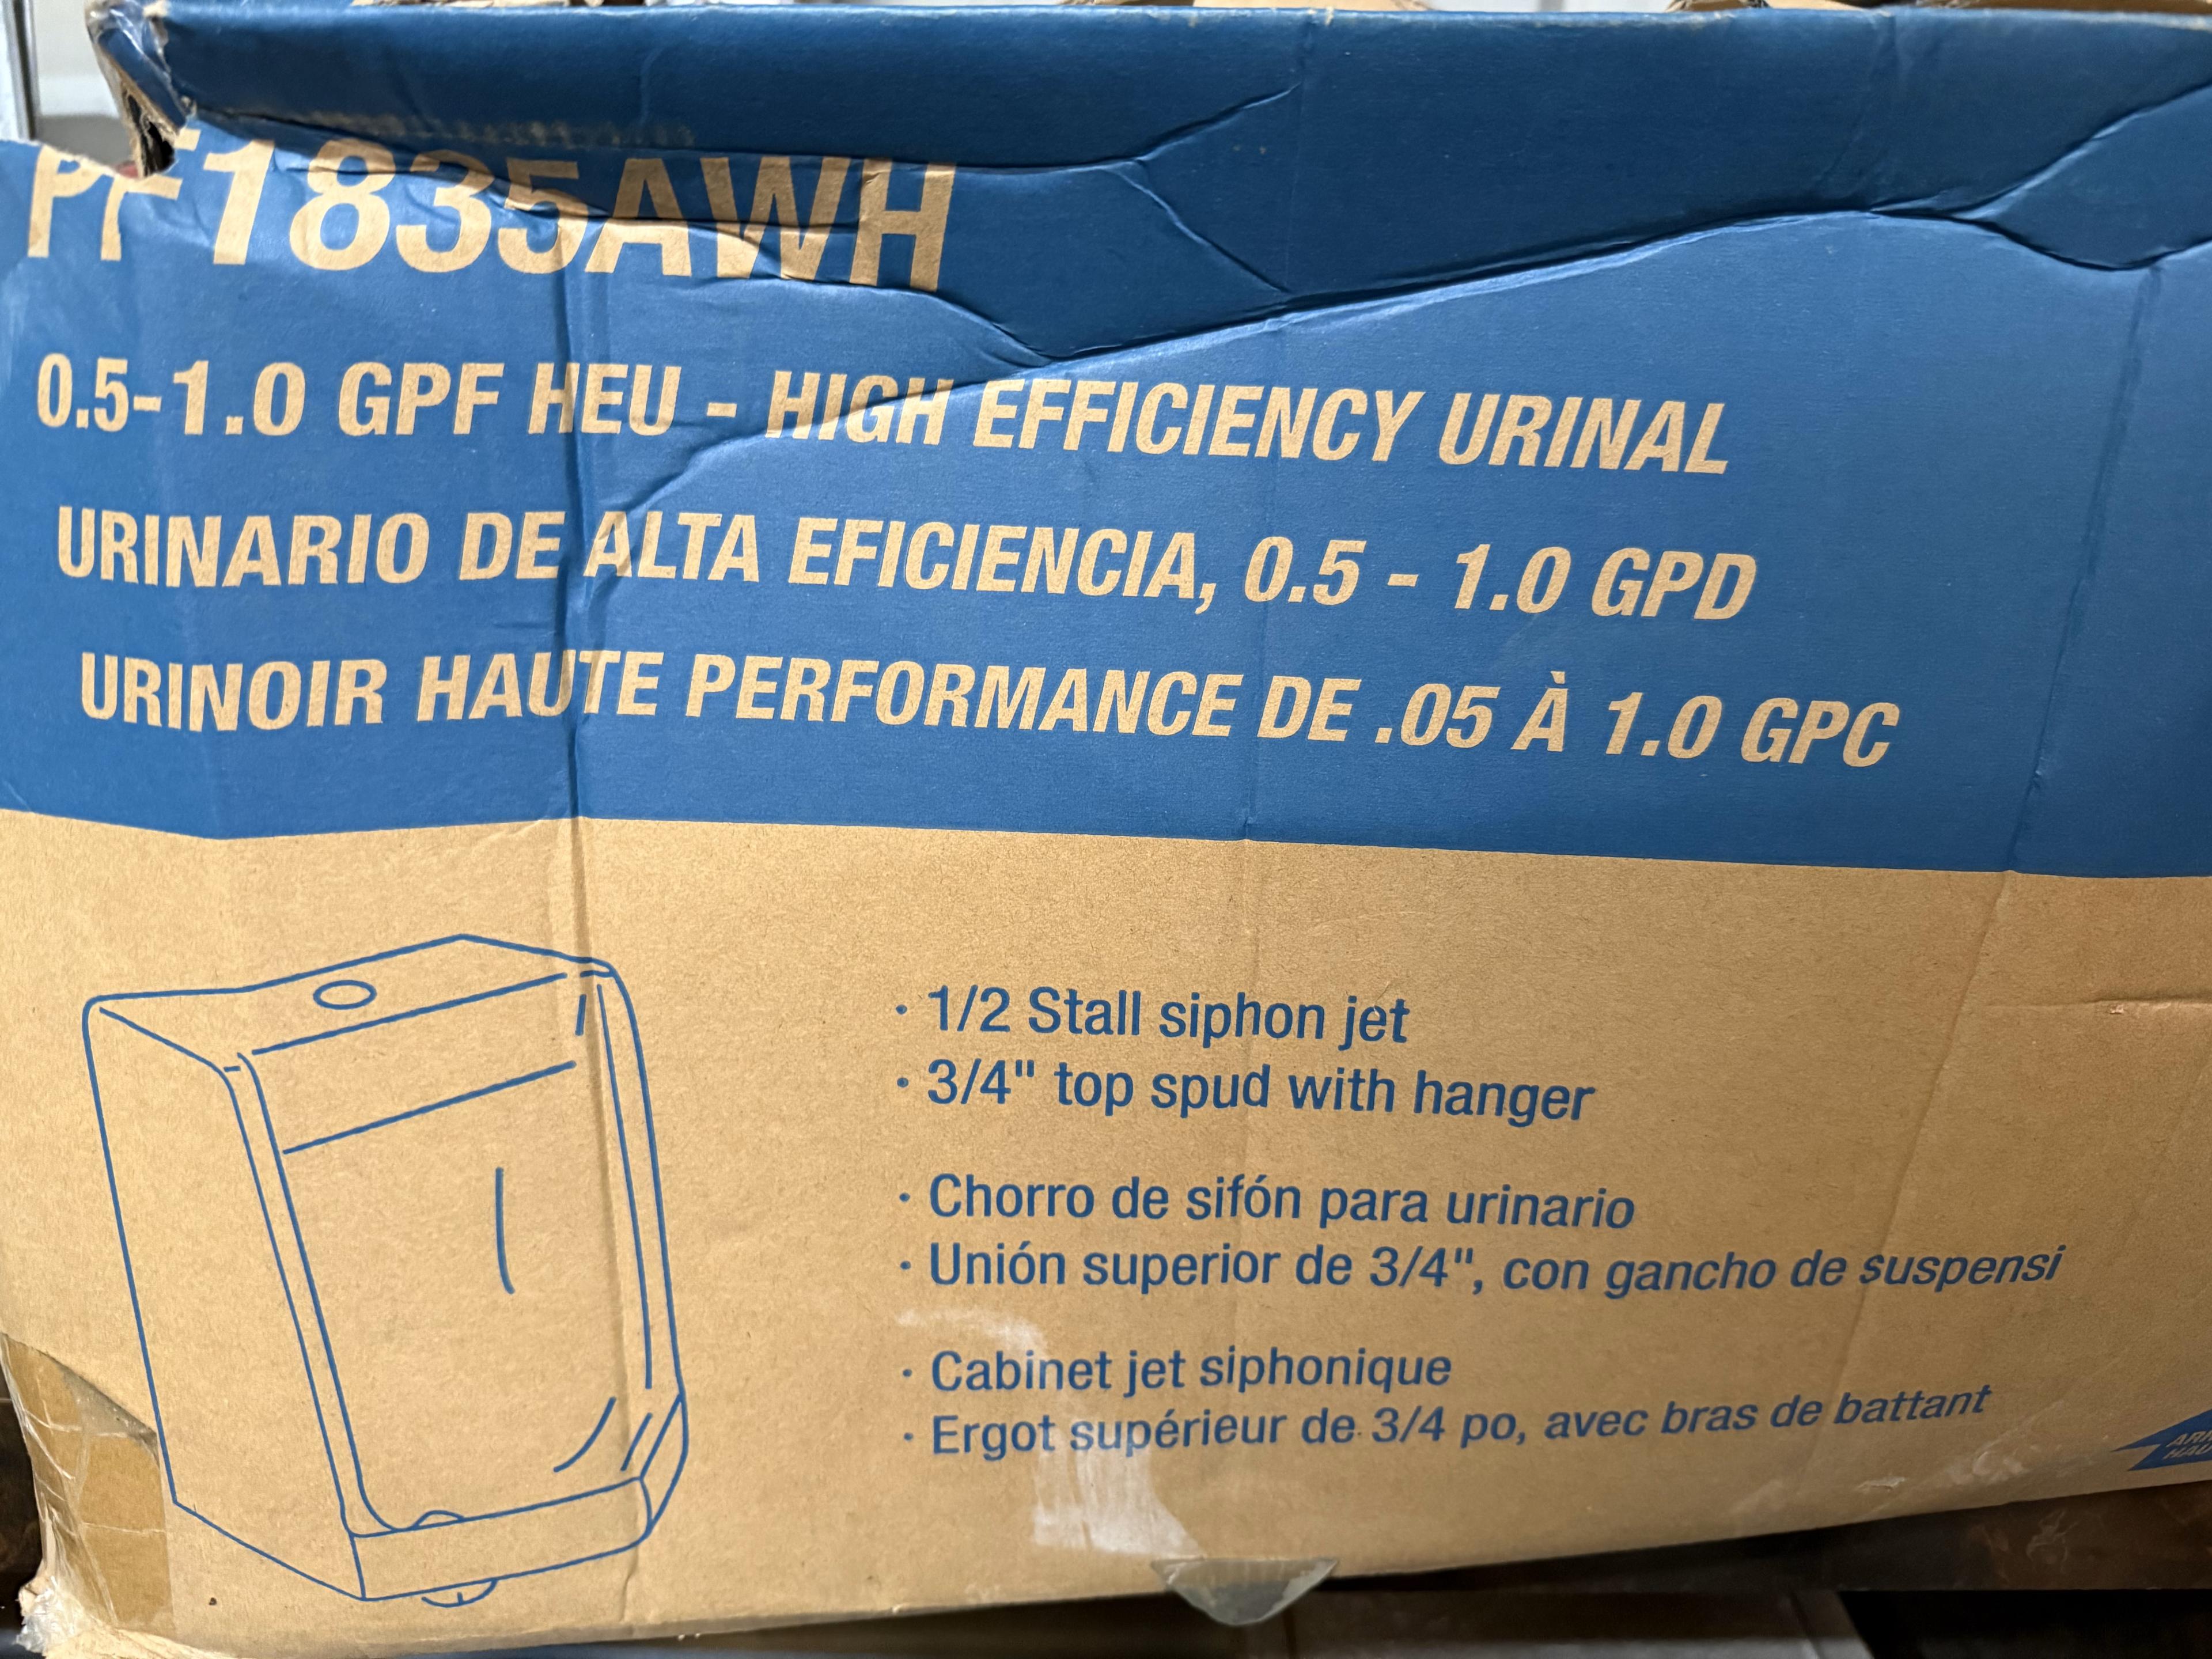 PF1835AWH
0.5-1.0 GPF HEU - HIGH EFFICIENCY URINAL
URINARIO DE ALTA EFICIENCIA, 0.5 - 1.0 GPD
URINOIR HAUTE PERFORMANCE DE .05 À 1.0 GPC
· 1/2 Stall siphon jet
· 3/4" top spud with hanger
· Chorro de sifón para urinario
· Unión superior de 3/4", con gancho de suspensi
· Cabinet jet siphonique
· Ergot supérieur de 3/4 po, avec bras de battant